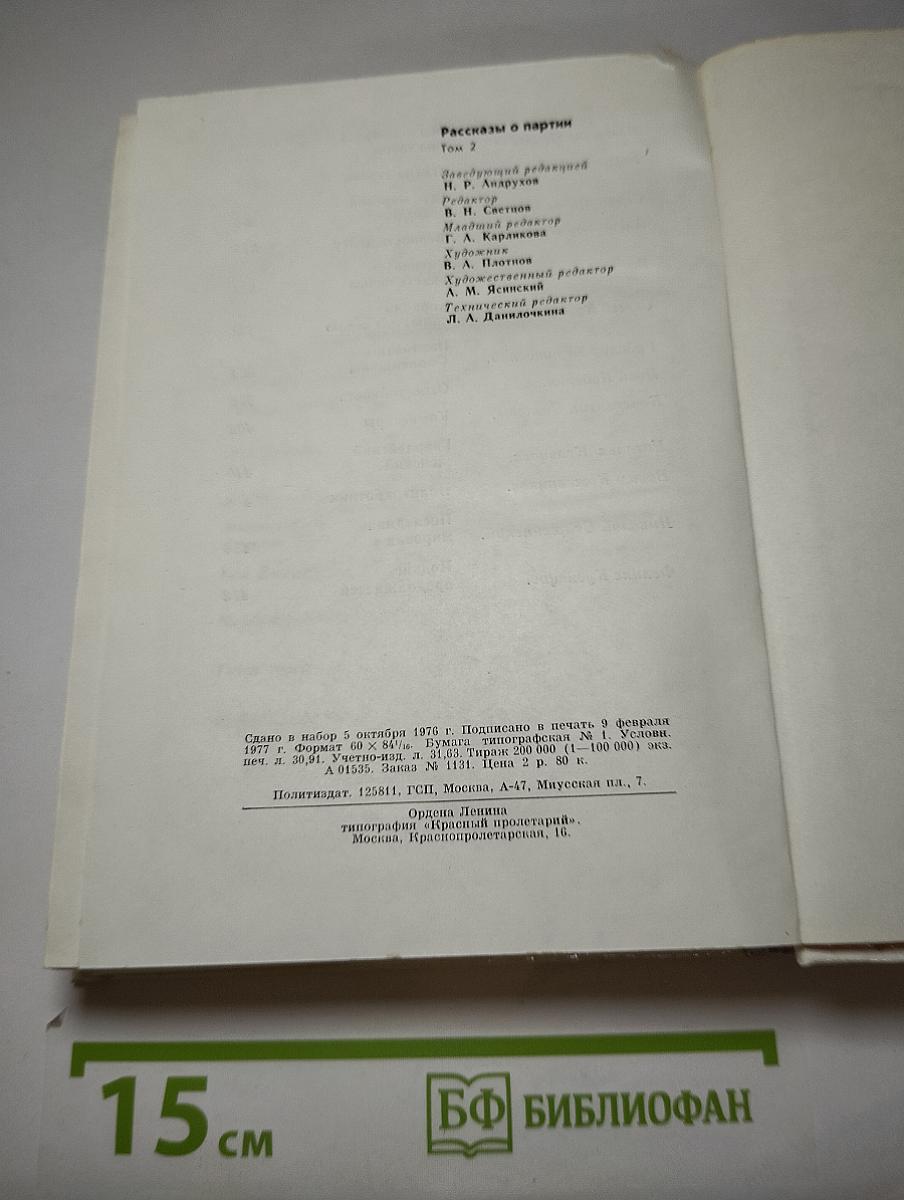 Рассказы о партии
Том 2
Заведующий редакцией
Н. Р. Андрухов
Редактор
В. Н. Светцов
Младший редактор
Г. А. Карликова
Художник
В. А. Плотнов
Художественный редактор
А. М. Ясинский
Технический редактор
Л. А. Данилочкина
Сдано в набор 5 октября 1976 г. Подписано в печать 9 февраля
1977 г. Формат 60 × 84¹/₁₆. Бумага типографская № 1. Условн.
печ. л. 30,91. Учетно-изд. л. 31,63. Тираж 200 000 (1—100 000) экз.
А 01535. Заказ № 1131. Цена 2 р. 80 к.
Политиздат. 125811, ГСП, Москва, А-47, Миусская пл., 7.
Ордена Ленина
типография «Красный пролетарий».
Москва, Краснопролетарская, 16.
15 см
БФ БИБЛИОФАН